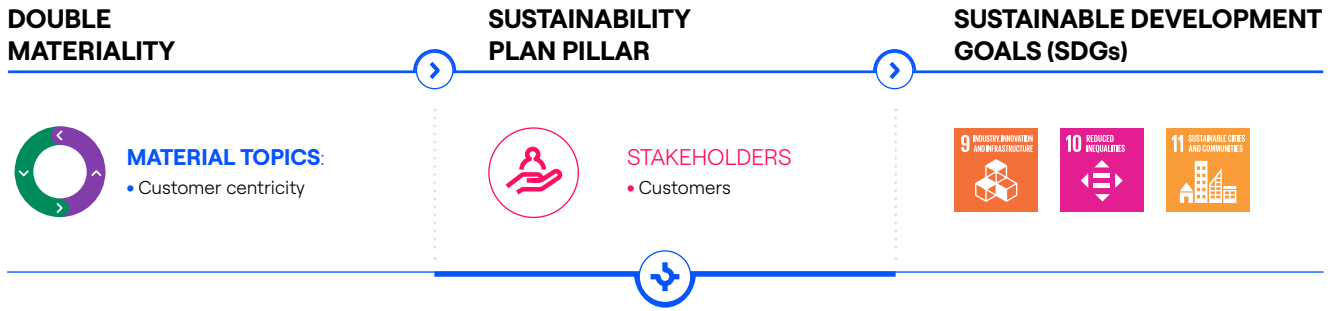 DOUBLE
MATERIALITY
SUSTAINABILITY
PLAN PILLAR
SUSTAINABLE DEVELOPMENT
GOALS (SDGs)
MATERIAL TOPICS:
• Customer centricity
STAKEHOLDERS
• Customers
9 INDUSTRY, INNOVATION
AND INFRASTRUCTURE
10 REDUCED
INEQUALITIES
11 SUSTAINABLE CITIES
AND COMMUNITIES